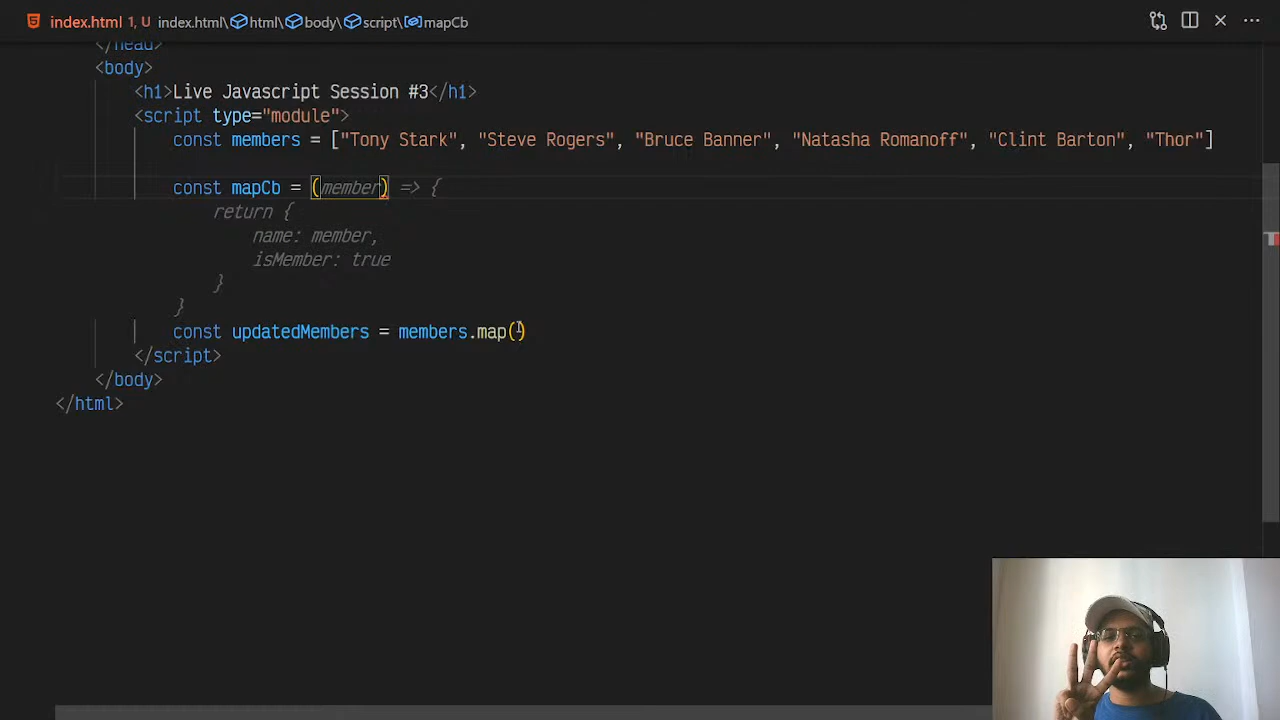 index.html 1, U index.html\html\body\script\mapCb
</head>
<body>
<h1>Live Javascript Session #3</h1>
<script type="module">
const members = ["Tony Stark", "Steve Rogers", "Bruce Banner", "Natasha Romanoff", "Clint Barton", "Thor"]
const mapCb = (member) => {
return {
name: member,
isMember: true
}
}
const updatedMembers = members.map()
</script>
</body>
</html>